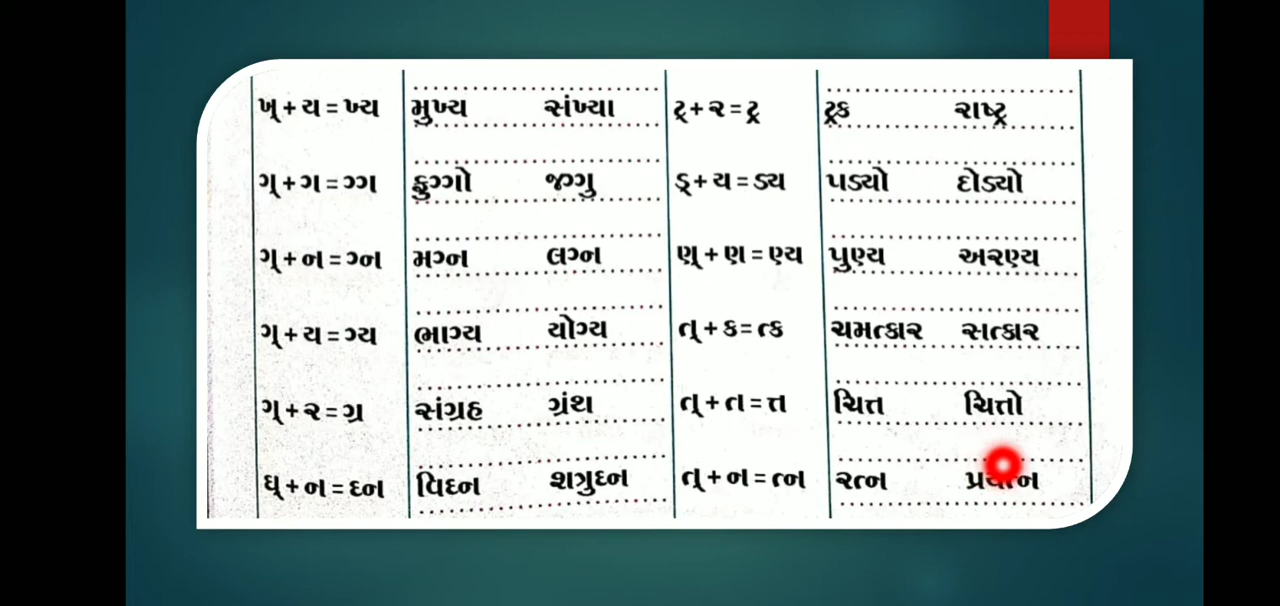 ખ્ + ય = ખ્ય મુખ્ય સંખ્યા ટ્ + ર = ટ્ર ટ્રક રાષ્ટ્ર
ગ્ + ગ = ગ્ગ ફુગ્ગો જગ્ગુ ડ્ + ય = ડ્ય પડ્યો દોડ્યો
ગ્ + ન = ગ્ન મગ્ન લગ્ન ણ્ + ણ = ણ્ય પુણ્ય અરણ્ય
ગ્ + ય = ગ્ય ભાગ્ય યોગ્ય ત્ + ક = ત્ક ચમત્કાર સત્કાર
ગ્ + ર = ગ્ર સંગ્રહ ગ્રંથ ત્ + ત = ત્ત ચિત્ત ચિત્તો
ઘ્ + ન = ઘ્ન વિઘ્ન શત્રુઘ્ન ત્ + ન = ત્ન રત્ન